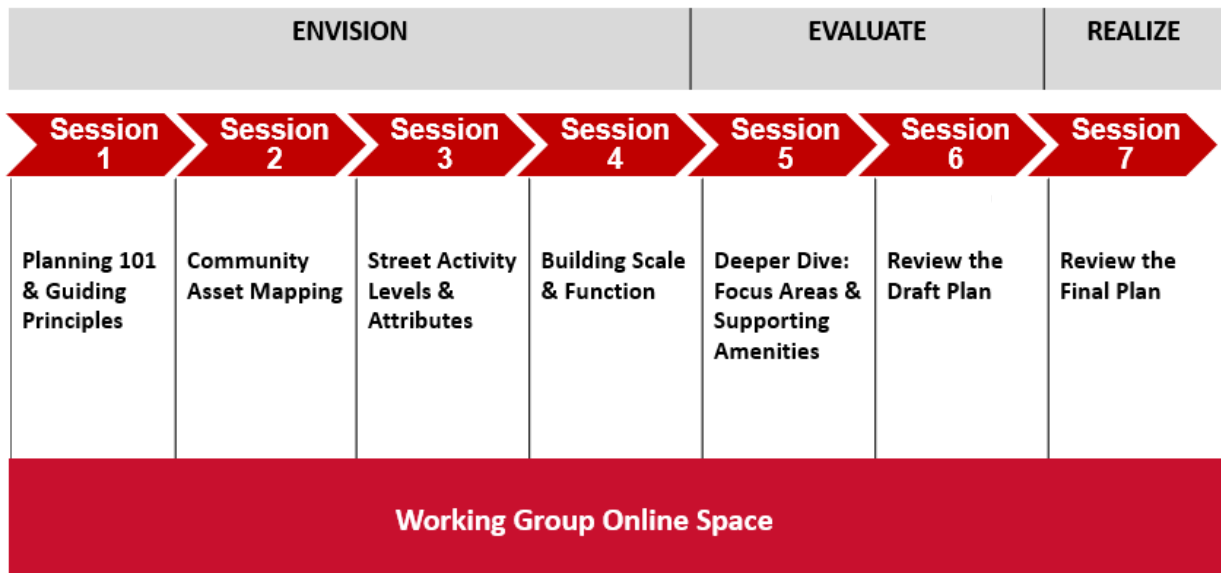 ENVISION
EVALUATE
REALIZE
Session
1
Session
2
Session
3
Session
4
Session
5
Session
6
Session
7
Planning 101
& Guiding
Principles
Community
Asset Mapping
Street Activity
Levels &
Attributes
Building Scale
& Function
Deeper Dive:
Focus Areas &
Supporting
Amenities
Review the
Draft Plan
Review the
Final Plan
Working Group Online Space